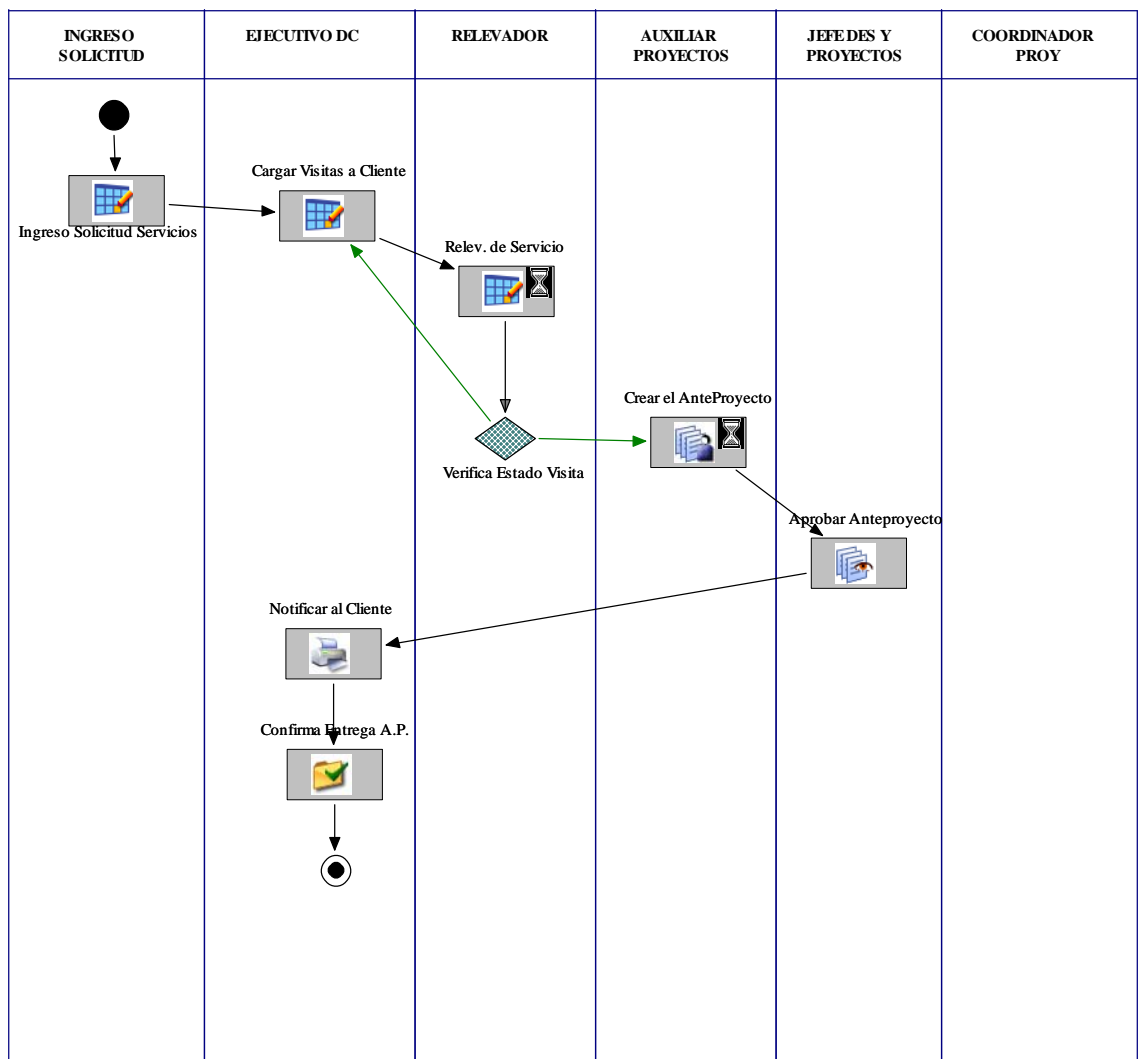 INGRESO
SOLICITUD
EJECUTIVO DC
RELEVADOR
AUXILIAR
PROYECTOS
JEFE DES Y
PROYECTOS
COORDINADOR
PROY
Cargar Visitas a Cliente
Ingreso Solicitud Servicios
Relev. de Servicio
Crear el AnteProyecto
Verifica Estado Visita
Aprobar Anteproyecto
Notificar al Cliente
Confirma Entrega A.P.